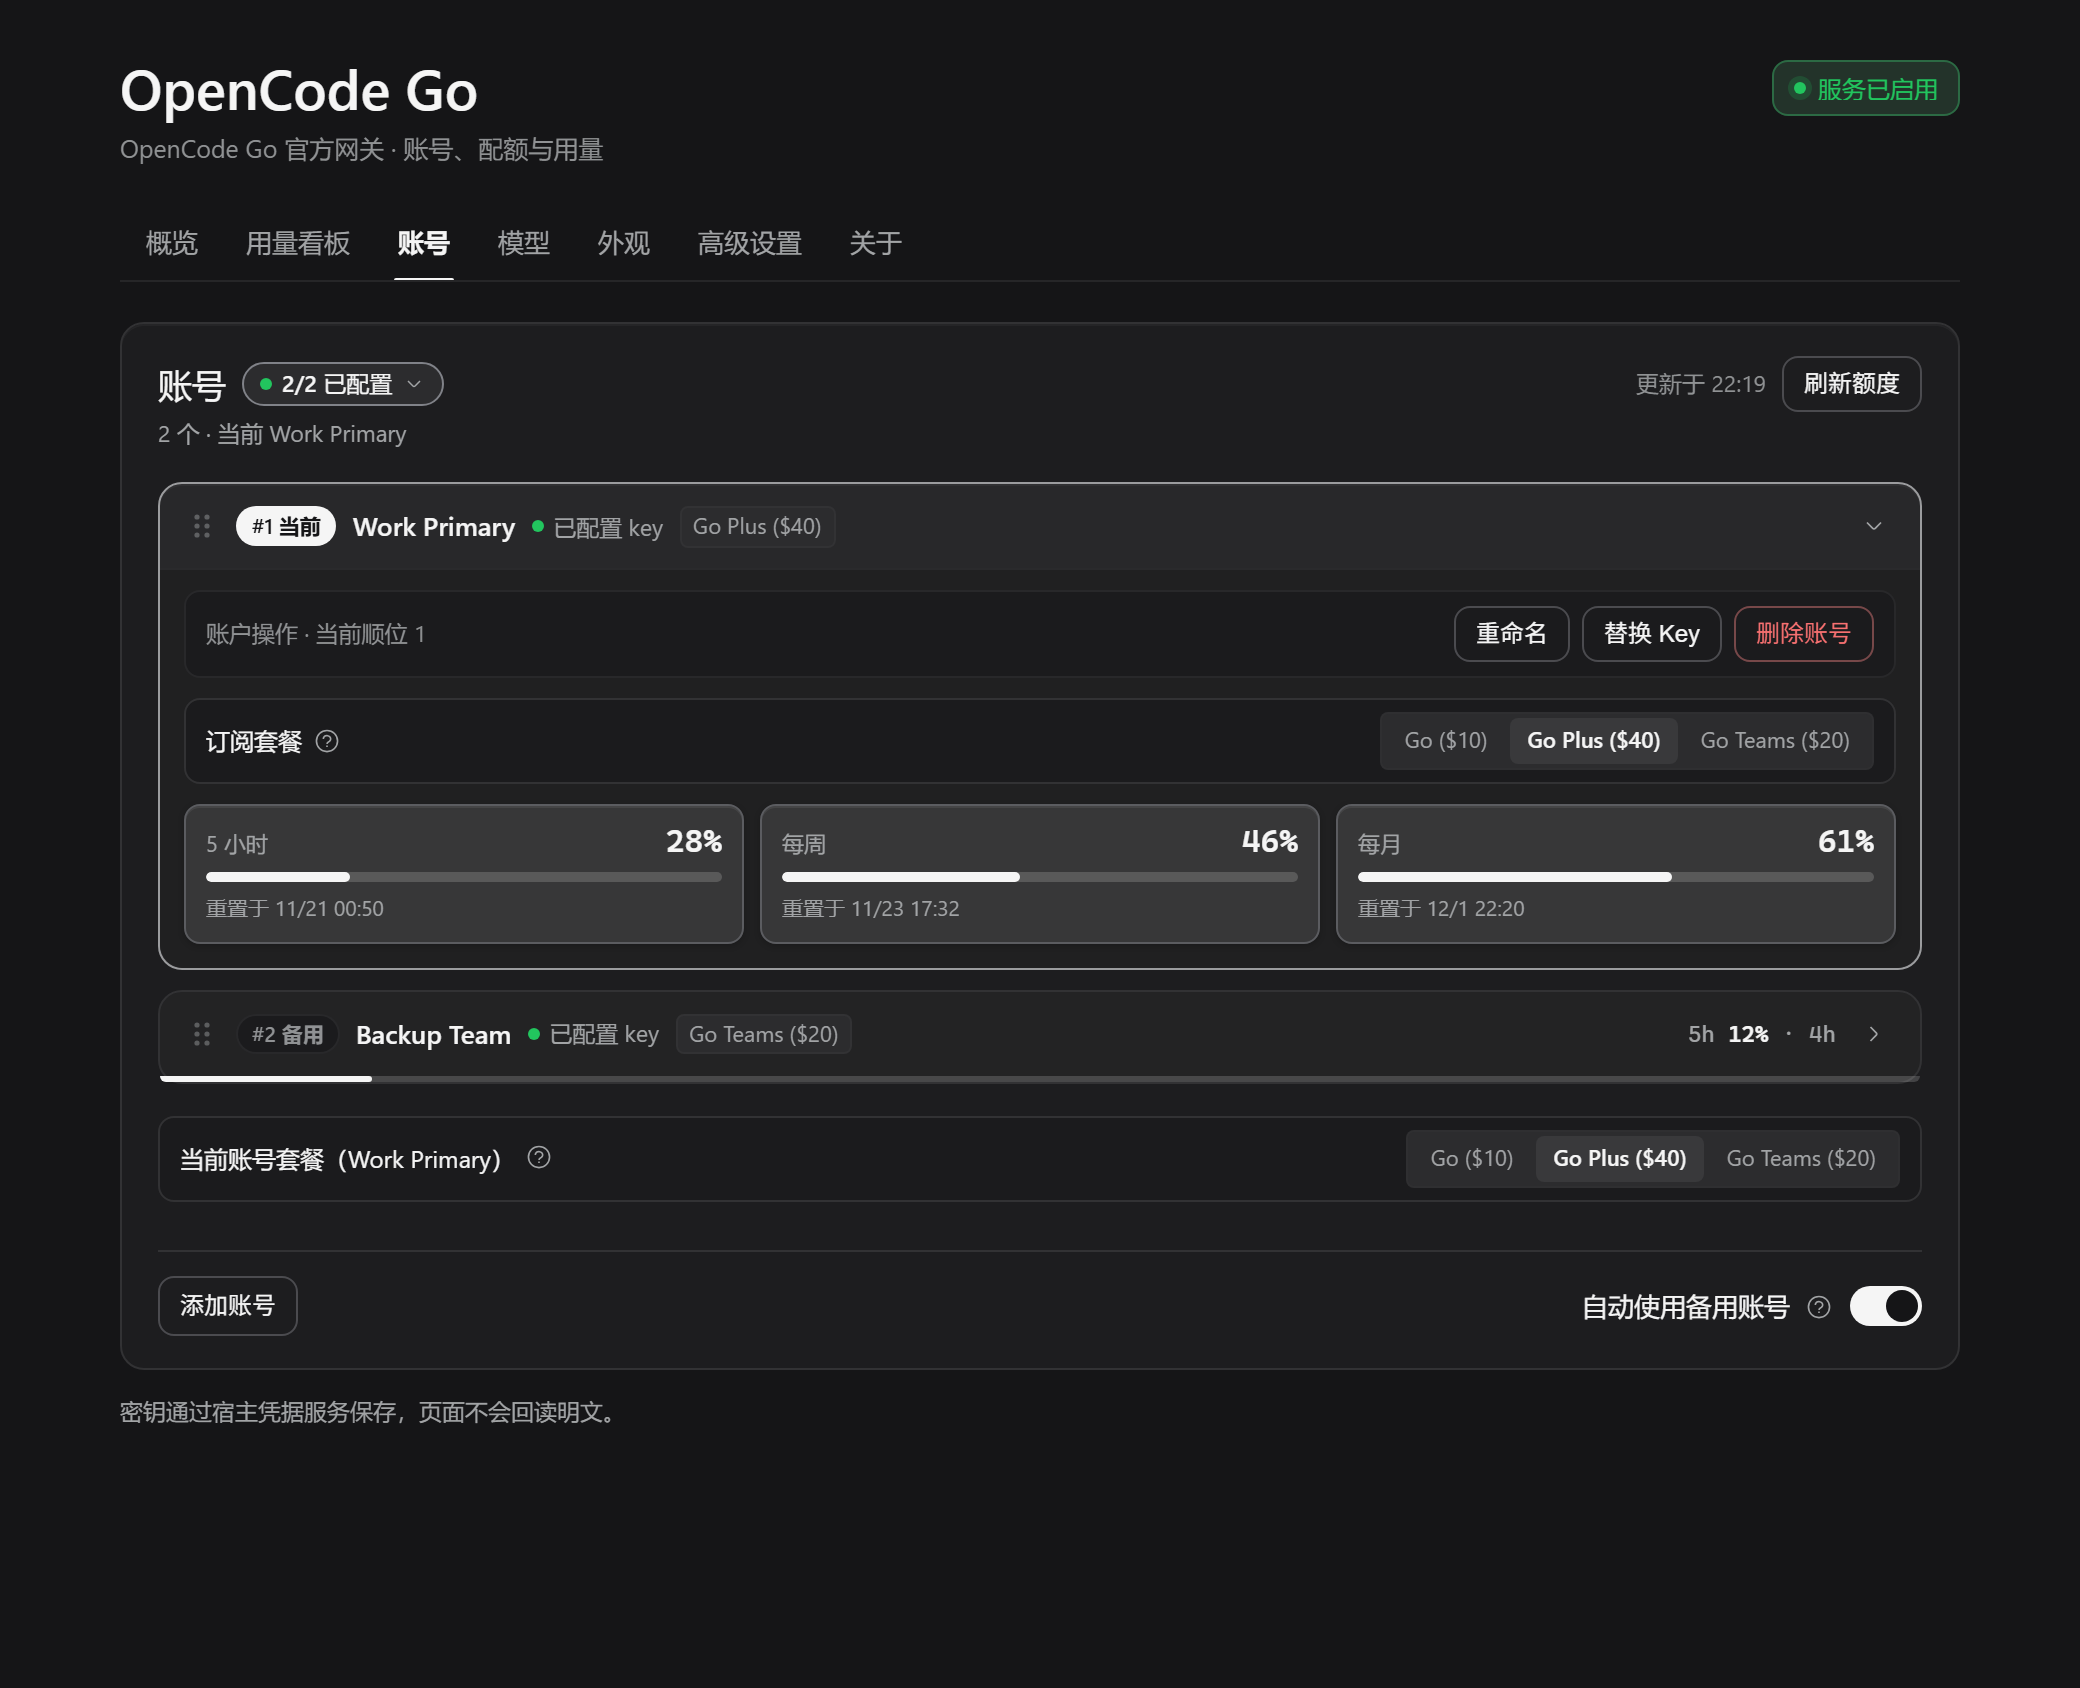 OpenCode Go
服务已启用
OpenCode Go 官方网关 · 账号、配额与用量
概览 用量看板 账号 模型 外观 高级设置 关于
账号 2/2 已配置 更新于 22:19 刷新额度
2 个 · 当前 Work Primary
#1 当前 Work Primary 已配置 key Go Plus ($40)
账户操作 · 当前顺位 1 重命名 替换 Key 删除账号
订阅套餐 ? Go ($10) Go Plus ($40) Go Teams ($20)
5 小时 28% 每周 46% 每月 61%
重置于 11/21 00:50 重置于 11/23 17:32 重置于 12/1 22:20
#2 备用 Backup Team 已配置 key Go Teams ($20) 5h 12% · 4h
当前账号套餐（Work Primary） ? Go ($10) Go Plus ($40) Go Teams ($20)
添加账号 自动使用备用账号 ?
密钥通过宿主凭据服务保存，页面不会回读明文。